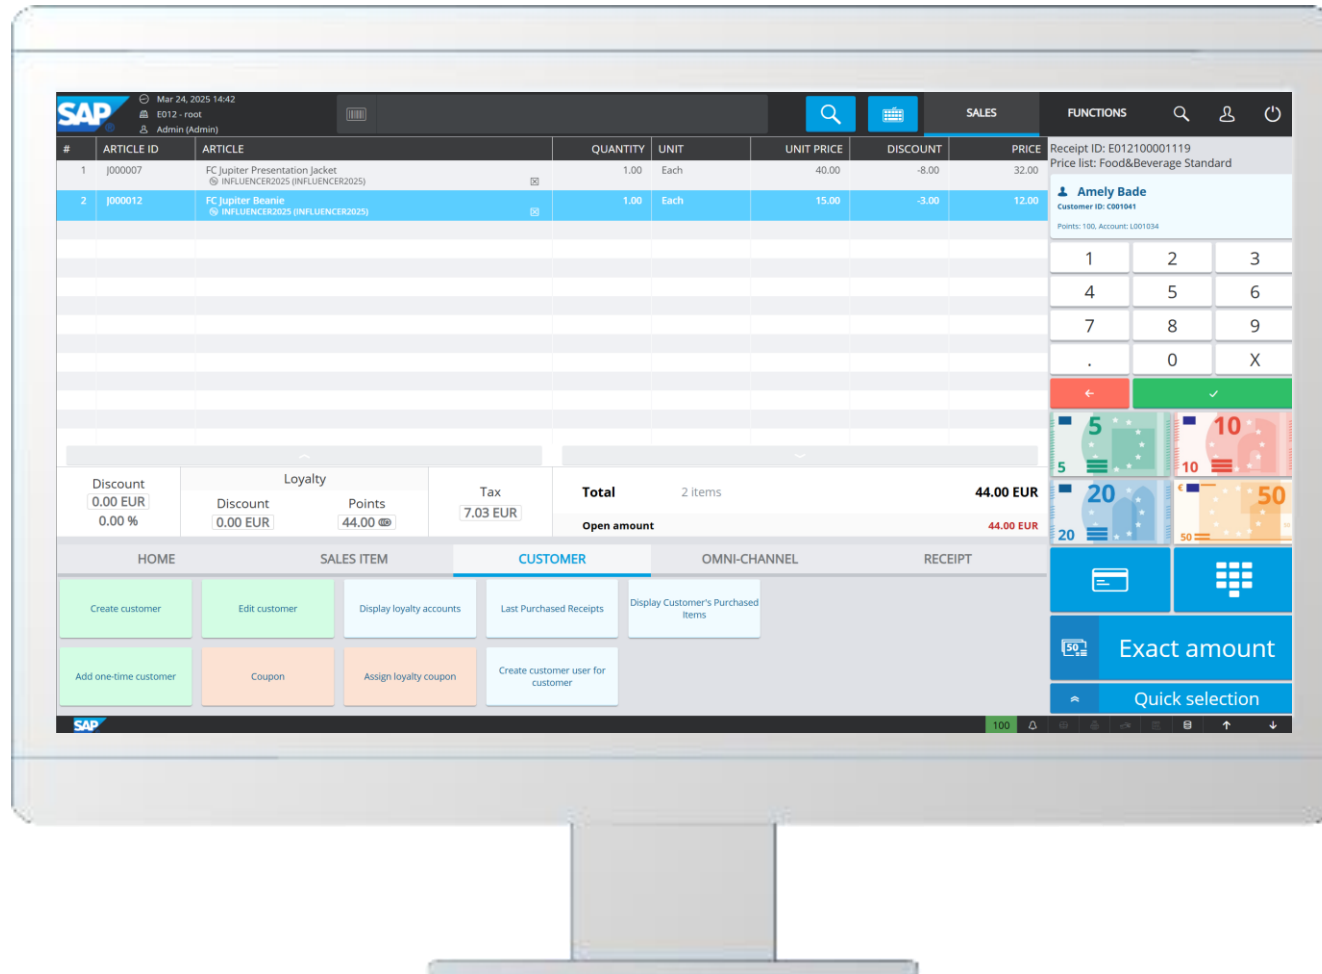 SAP
Mar 24, 2025 14:42
E012 - root
Admin (Admin)
SALES
FUNCTIONS
# ARTICLE ID ARTICLE QUANTITY UNIT UNIT PRICE DISCOUNT PRICE
1 J000007 FC Jupiter Presentation Jacket 1.00 Each 40.00 -8.00 32.00
INFLUENCER2025 (INFLUENCER2025)
2 J000012 FC Jupiter Beanie 1.00 Each 15.00 -3.00 12.00
INFLUENCER2025 (INFLUENCER2025)
Receipt ID: E012100001119
Price list: Food&Beverage Standard
Amely Bade
Customer ID: C001041
Points: 100, Account: L001034
1 2 3
4 5 6
7 8 9
. 0 X
5 10
5 10
20 50
20 50
Discount
0.00 EUR
0.00 %
Loyalty
Discount Points
0.00 EUR 44.00
Tax
7.03 EUR
Total 2 items 44.00 EUR
Open amount 44.00 EUR
HOME SALES ITEM CUSTOMER OMNI-CHANNEL RECEIPT
Create customer
Edit customer
Display loyalty accounts
Last Purchased Receipts
Display Customer's Purchased
Items
Add one-time customer
Coupon
Assign loyalty coupon
Create customer user for
customer
50 Exact amount
Quick selection
SAP
100